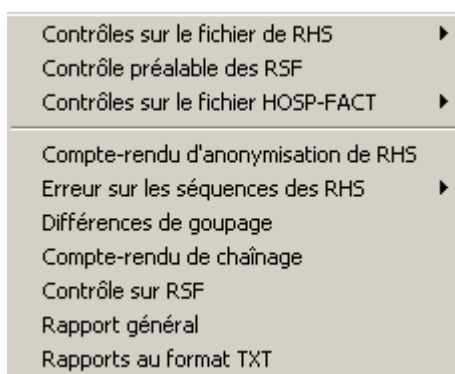 Contrôles sur le fichier de RHS
Contrôle préalable des RSF
Contrôles sur le fichier HOSP-FACT
Compte-rendu d'anonymisation de RHS
Erreur sur les séquences des RHS
Différences de goupage
Compte-rendu de chaînage
Contrôle sur RSF
Rapport général
Rapports au format TXT